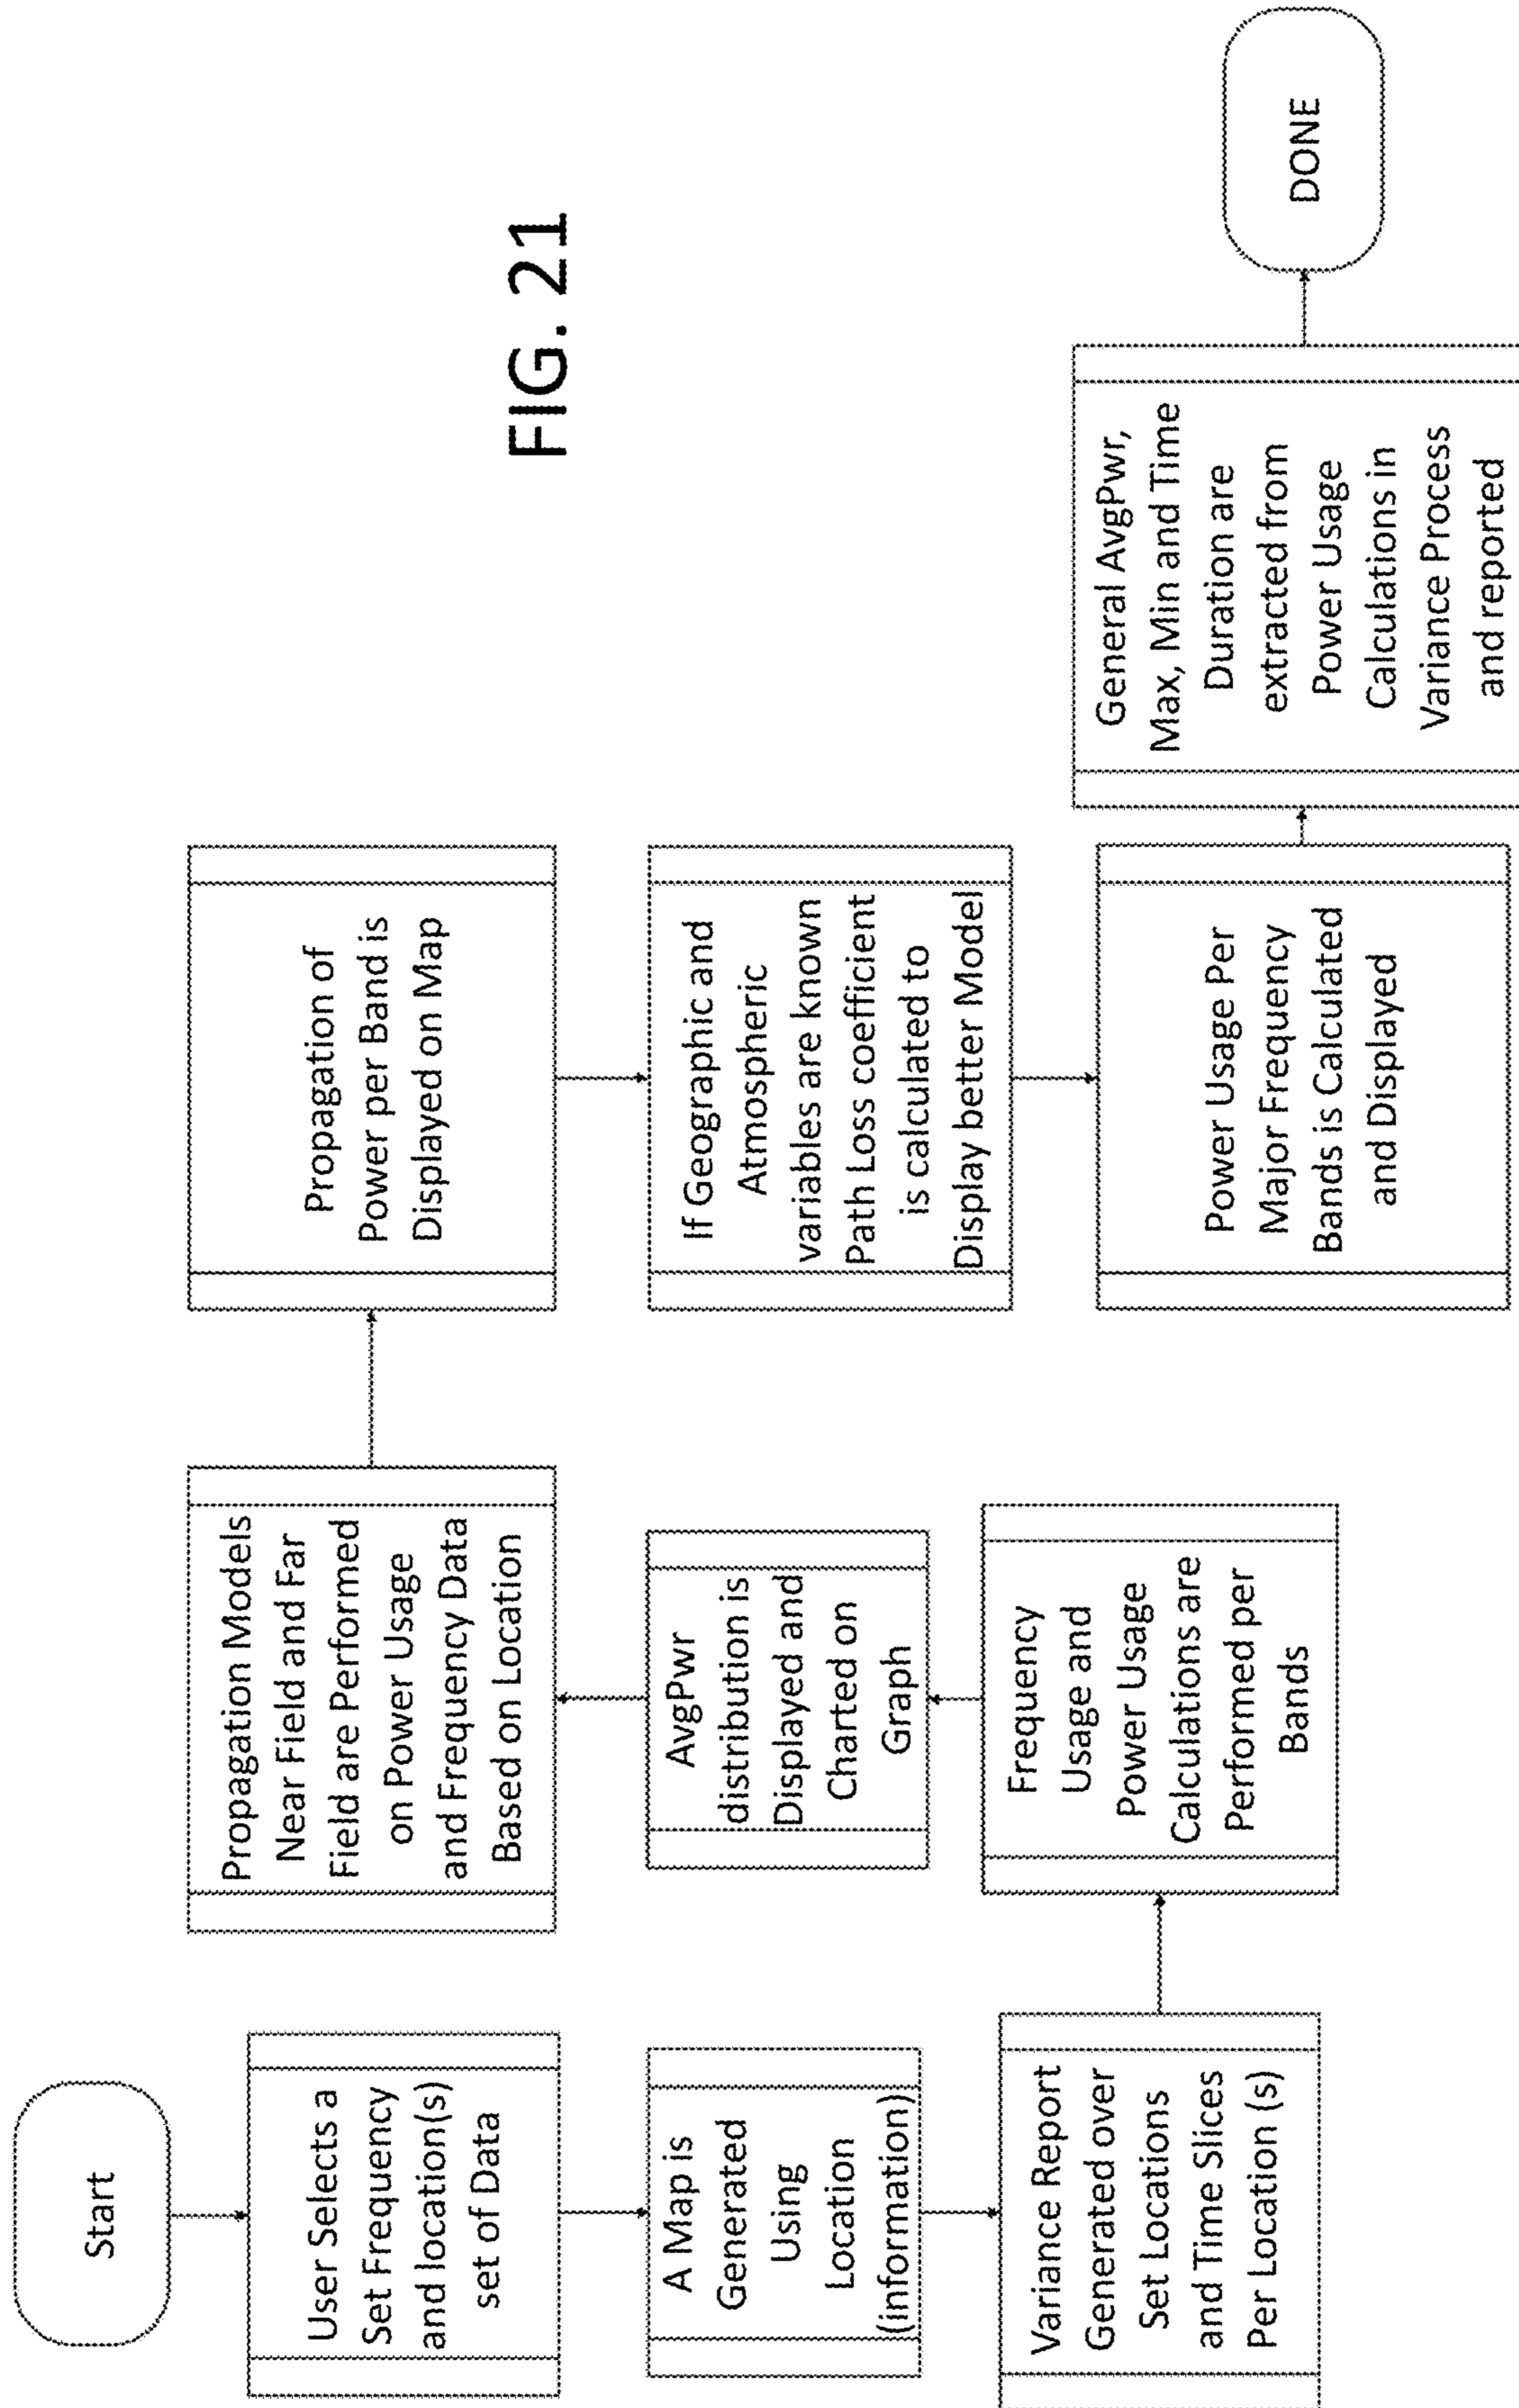 FIG. 21
Start
User Selects a
Set Frequency
and location(s)
set of Data
A Map is
Generated
Using
Location
(information)
Variance Report
Generated over
Set Locations
and Time Slices
Per Location (s)
Frequency
Usage and
Power Usage
Calculations are
Performed per
Bands
AvgPwr
distribution is
Displayed and
Charted on
Graph
Propagation Models
Near Field and Far
Field are Performed
on Power Usage
and Frequency Data
Based on Location
Propagation of
Power per Band is
Displayed on Map
If Geographic and
Atmospheric
variables are known
Path Loss coefficient
is calculated to
Display better Model
Power Usage Per
Major Frequency
Bands is Calculated
and Displayed
General AvgPwr,
Max, Min and Time
Duration are
extracted from
Power Usage
Calculations in
Variance Process
and reported
DONE